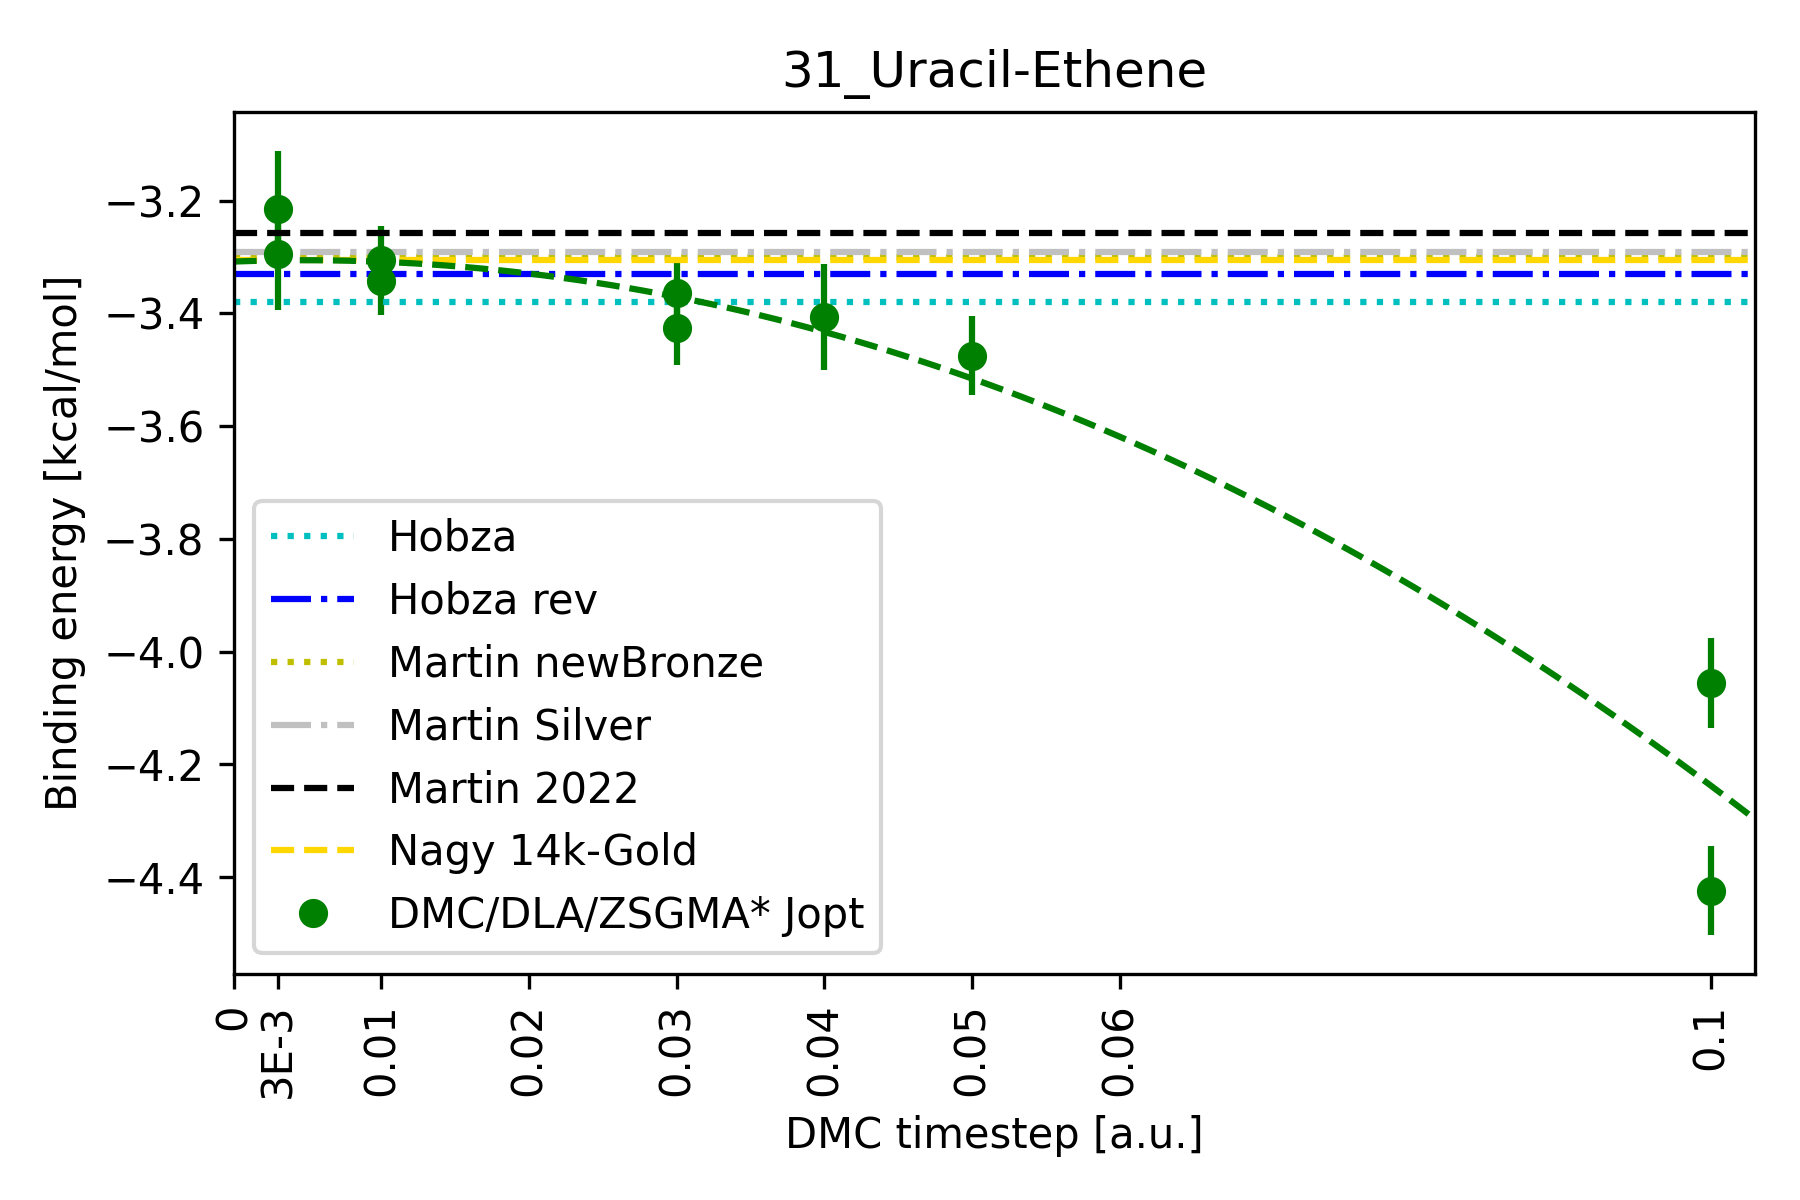 31_Uracil-Ethene
Binding energy [kcal/mol]
−3.2
−3.4
−3.6
−3.8
−4.0
−4.2
−4.4
Hobza
Hobza rev
Martin newBronze
Martin Silver
Martin 2022
Nagy 14k-Gold
DMC/DLA/ZSGMA* Jopt
0
3E-3
0.01
0.02
0.03
0.04
0.05
0.06
0.1
DMC timestep [a.u.]